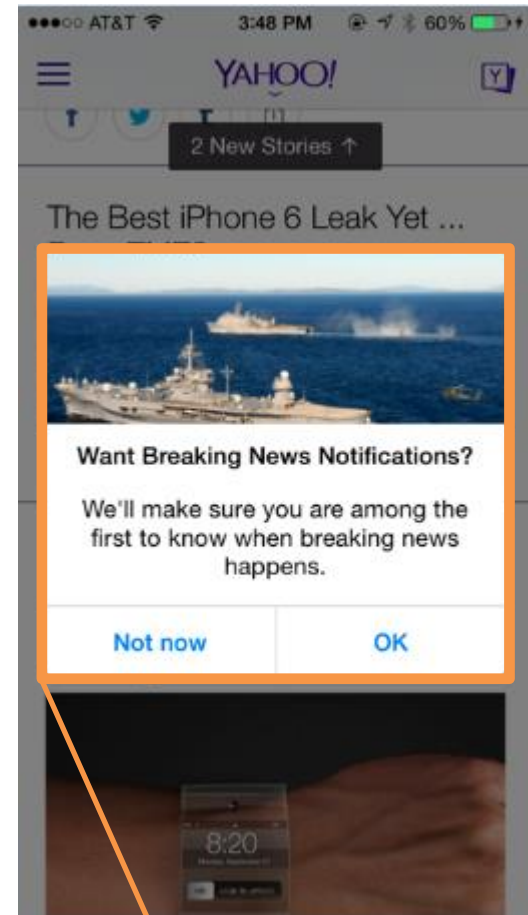 AT&T 3:48 PM 60%
YAHOO!
Y
f t
2 New Stories ↑
The Best iPhone 6 Leak Yet ...
Want Breaking News Notifications?
We'll make sure you are among the
first to know when breaking news
happens.
Not now OK
8:20